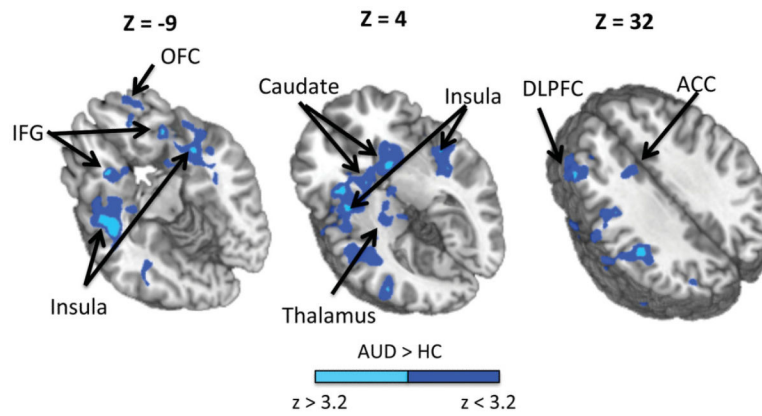 Z = -9
Z = 4
Z = 32
OFC
Caudate
Insula
DLPFC
ACC
IFG
Insula
Thalamus
AUD > HC
z > 3.2
z < 3.2